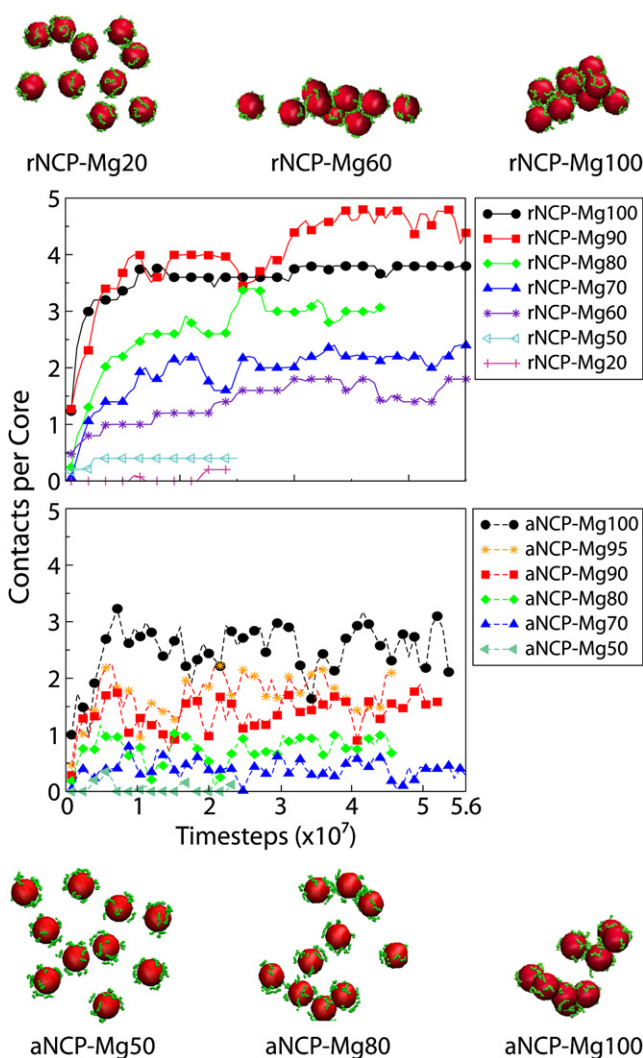 rNCP-Mg20 rNCP-Mg60 rNCP-Mg100
5
4
3
2
1
0
rNCP-Mg100
rNCP-Mg90
rNCP-Mg80
rNCP-Mg70
rNCP-Mg60
rNCP-Mg50
rNCP-Mg20
Contacts per Core
5
4
3
2
1
0
aNCP-Mg100
aNCP-Mg95
aNCP-Mg90
aNCP-Mg80
aNCP-Mg70
aNCP-Mg50
0 1 2 3 4 5 5.6
Timesteps (x10⁷)
aNCP-Mg50 aNCP-Mg80 aNCP-Mg100